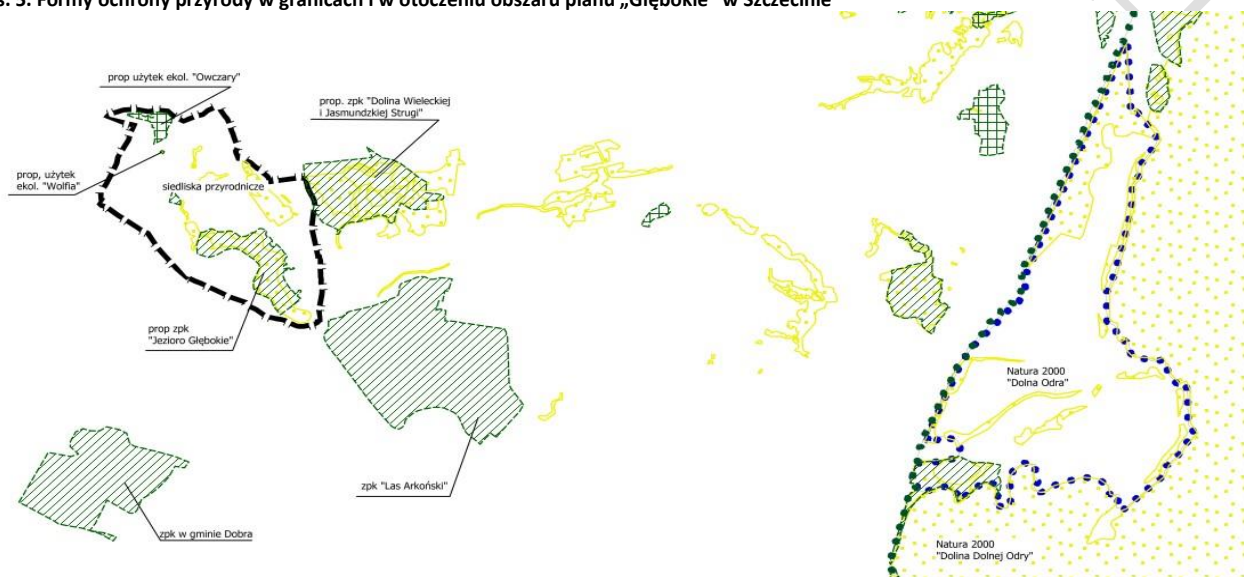 s. 3. Formy ochrony przyrody w granicach i w otoczeniu obszaru planu „Głębokie” w Szczecinie
prop użytek ekol. "Owczary"
prop. zpk "Dolina Wieleckiej
i Jasmundzkiej Strugi"
prop, użytek
ekol. "Wolfia"
siedliska przyrodnicze
prop zpk
"Jezioro Głębokie"
Natura 2000
"Dolna Odra"
zpk "Las Arkoński"
zpk w gminie Dobra
Natura 2000
"Dolina Dolnej Odry"